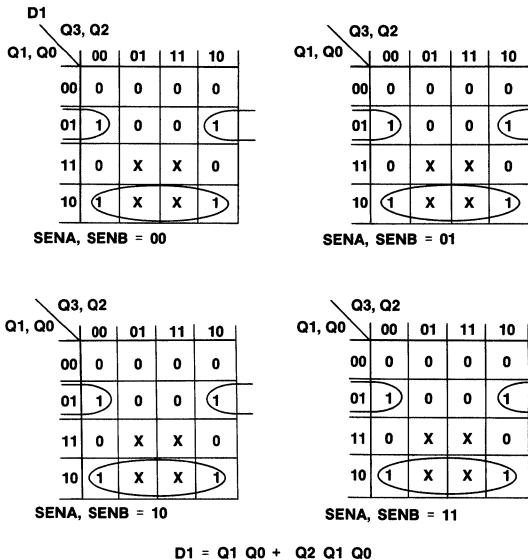 D1
Q3, Q2
Q1, Q0 00 01 11 10
00 0 0 0 0
01 1 0 0 1
11 0 X X 0
10 1 X X 1
SENA, SENB = 00
Q3, Q2
Q1, Q0 00 01 11 10
00 0 0 0 0
01 1 0 0 1
11 0 X X 0
10 1 X X 1
SENA, SENB = 01
Q3, Q2
Q1, Q0 00 01 11 10
00 0 0 0 0
01 1 0 0 1
11 0 X X 0
10 1 X X 1
SENA, SENB = 10
Q3, Q2
Q1, Q0 00 01 11 10
00 0 0 0 0
01 1 0 0 1
11 0 X X 0
10 1 X X 1
SENA, SENB = 11
D1 = Q1 Q0 + Q2 Q1 Q0